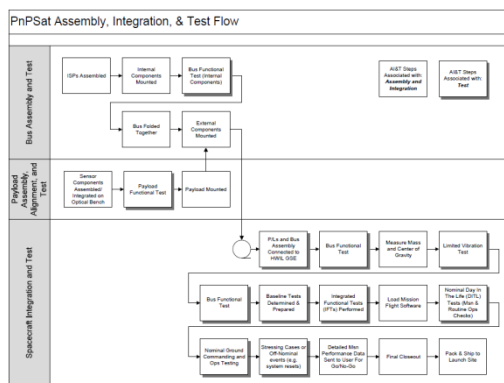 PnPSat Assembly, Integration, & Test Flow
Bus Assembly and Test
ISPs Assembled
Internal
Components
Mounted
Bus Functional
Test (Internal
Components)
AI&T Steps
Associated with:
Assembly and
Integration
AI&T Steps
Associated with:
Test
Bus Folded
Together
External
Components
Mounted
Payload
Assembly,
Alignment, and
Test
Sensor
Components
Assembled/
Integrated on
Optical Bench
Payload
Functional Test
Payload Mounted
Spacecraft Integration and Test
P/Ls and Bus
Assembly
Connected to
HWIL GSE
Bus Functional
Test
Measure Mass
and Center of
Gravity
Limited Vibration
Test
Bus Functional
Test
Baseline Tests
Determined &
Prepared
Integrated
Functional Tests
(IFTs) Performed
Load Mission
Flight Software
Nominal Day In
The Life (DITL)
Tests (Msn &
Routine Ops
Checks)
Nominal Ground
Commanding and
Ops Testing
Stressing Cases or
Off-Nominal
events (e.g.
system resets)
Detailed Msn
Performance Data
Sent to User For
Go/No-Go
Final Closeout
Pack & Ship to
Launch Site